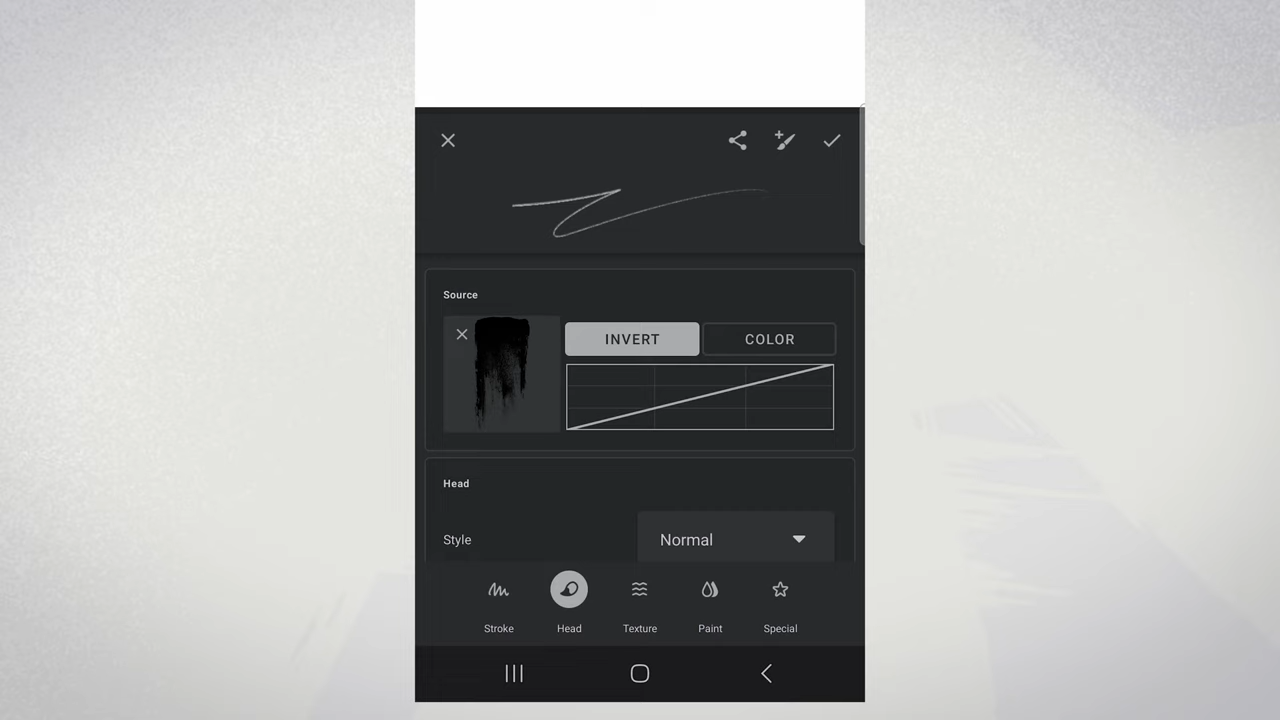 Source
INVERT
COLOR
Head
Style
Normal
Stroke
Head
Texture
Paint
Special